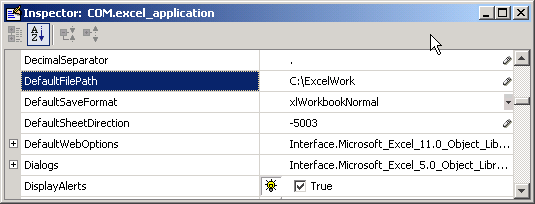 Inspector: COM.excel_application
DecimalSeparator .
DefaultFilePath C:\ExcelWork
DefaultSaveFormat xlWorkbookNormal
DefaultSheetDirection -5003
DefaultWebOptions Interface.Microsoft_Excel_11.0_Object_Libr...
Dialogs Interface.Microsoft_Excel_5.0_Object_Libr...
DisplayAlerts True